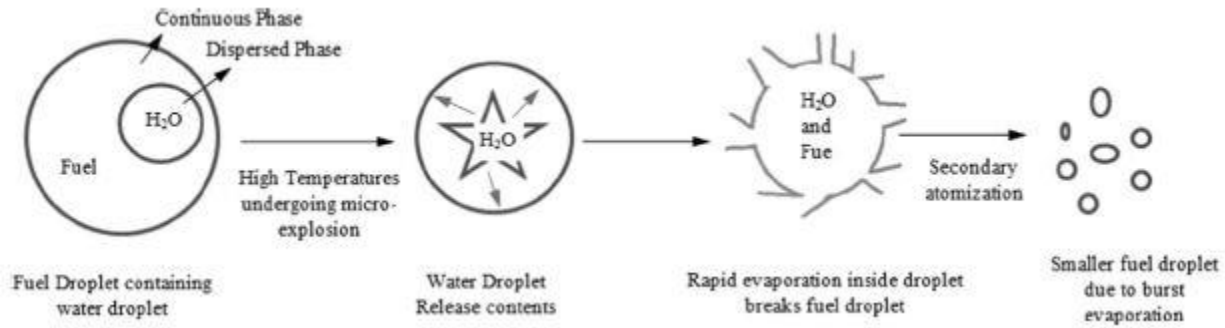 Continuous Phase
Dispersed Phase
H₂O
Fuel
High Temperatures
undergoing micro-
explosion
Fuel Droplet containing
water droplet
H₂O
Water Droplet
Release contents
H₂O
and
Fue
Rapid evaporation inside droplet
breaks fuel droplet
Secondary
atomization
Smaller fuel droplet
due to burst
evaporation